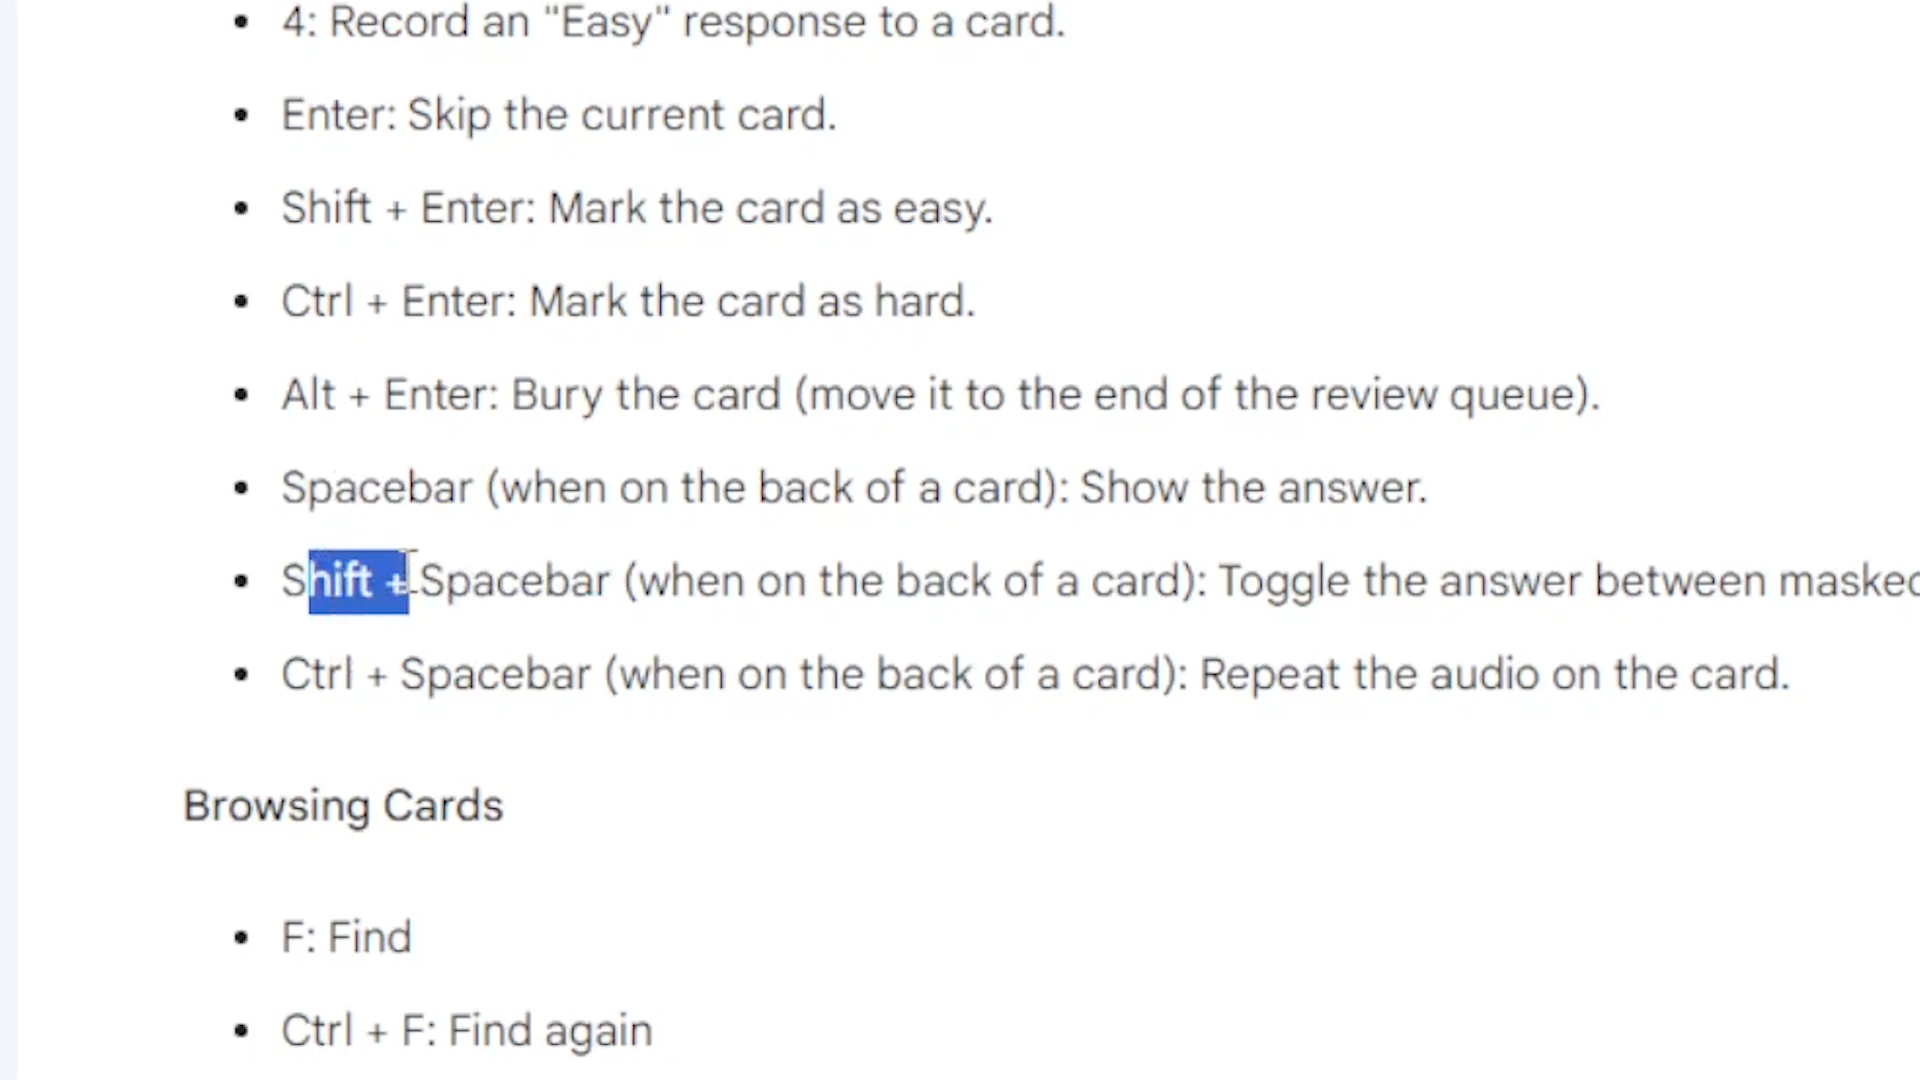 4: Record an "Easy" response to a card.
Enter: Skip the current card.
Shift + Enter: Mark the card as easy.
Ctrl + Enter: Mark the card as hard.
Alt + Enter: Bury the card (move it to the end of the review queue).
Spacebar (when on the back of a card): Show the answer.
Shift + Spacebar (when on the back of a card): Toggle the answer between masked
Ctrl + Spacebar (when on the back of a card): Repeat the audio on the card.
Browsing Cards
F: Find
Ctrl + F: Find again